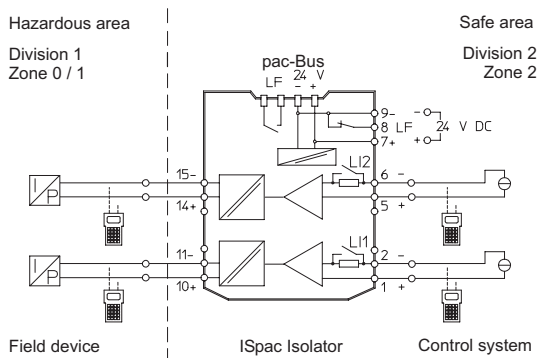 Hazardous area
Safe area
Division 1
Zone 0 / 1
Division 2
Zone 2
pac-Bus
LF 24 V
- +
9-
8 LF
7+
- 24 V DC
+
LI2
15-
14+
6 -
5 +
I
P
LI1
11-
10+
2 -
1 +
I
P
Field device
ISpac Isolator
Control system